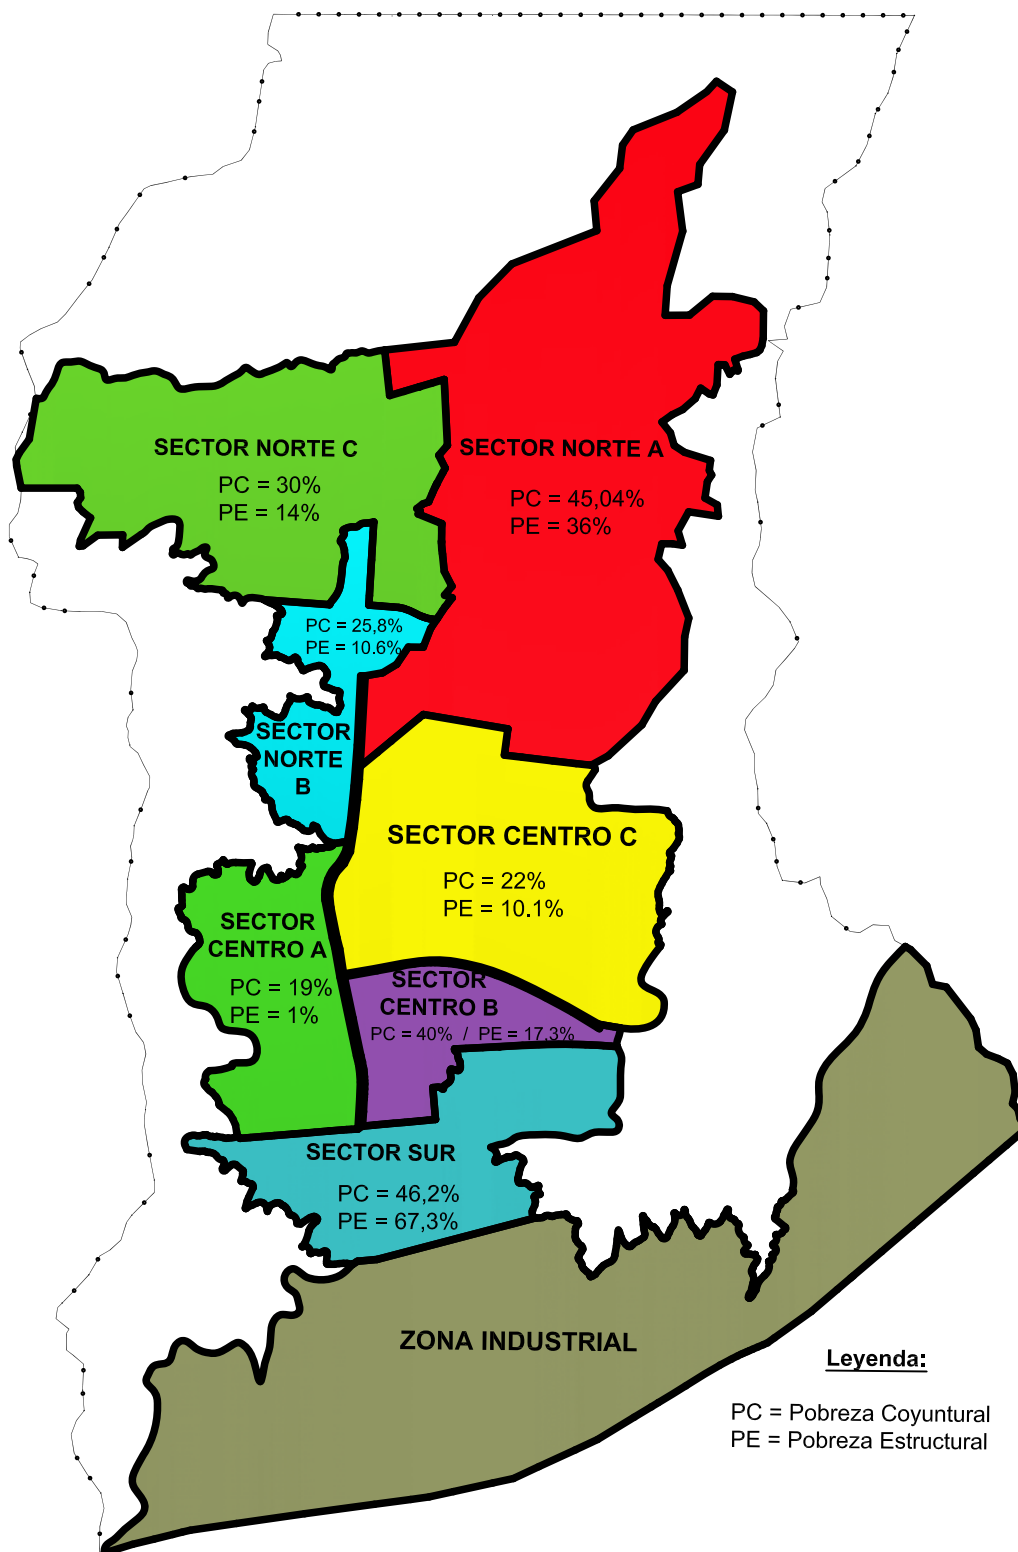 SECTOR NORTE C
PC = 30%
PE = 14%
SECTOR NORTE A
PC = 45,04%
PE = 36%
PC = 25,8%
PE = 10.6%
SECTOR
NORTE
B
SECTOR CENTRO C
PC = 22%
PE = 10.1%
SECTOR
CENTRO A
PC = 19%
PE = 1%
SECTOR
CENTRO B
PC = 40% / PE = 17.3%
SECTOR SUR
PC = 46,2%
PE = 67,3%
ZONA INDUSTRIAL
Leyenda:
PC = Pobreza Coyuntural
PE = Pobreza Estructural